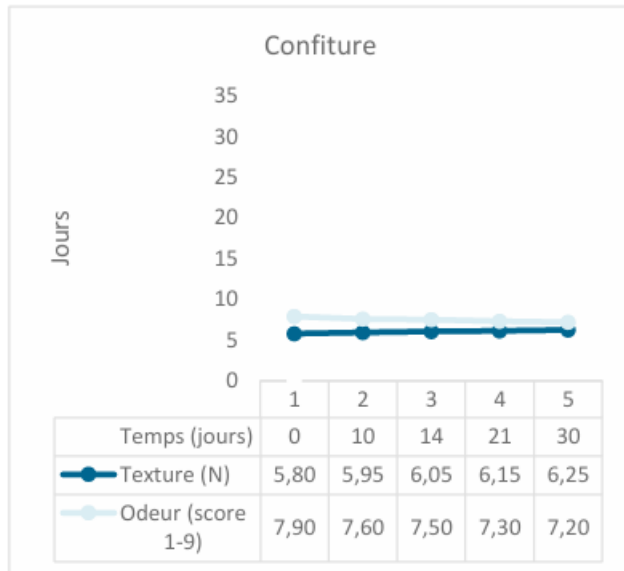 Confiture
35
30
25
20
15
10
5
0
Jours
1 2 3 4 5
Temps (jours) 0 10 14 21 30
Texture (N) 5,80 5,95 6,05 6,15 6,25
Odeur (score
1-9) 7,90 7,60 7,50 7,30 7,20